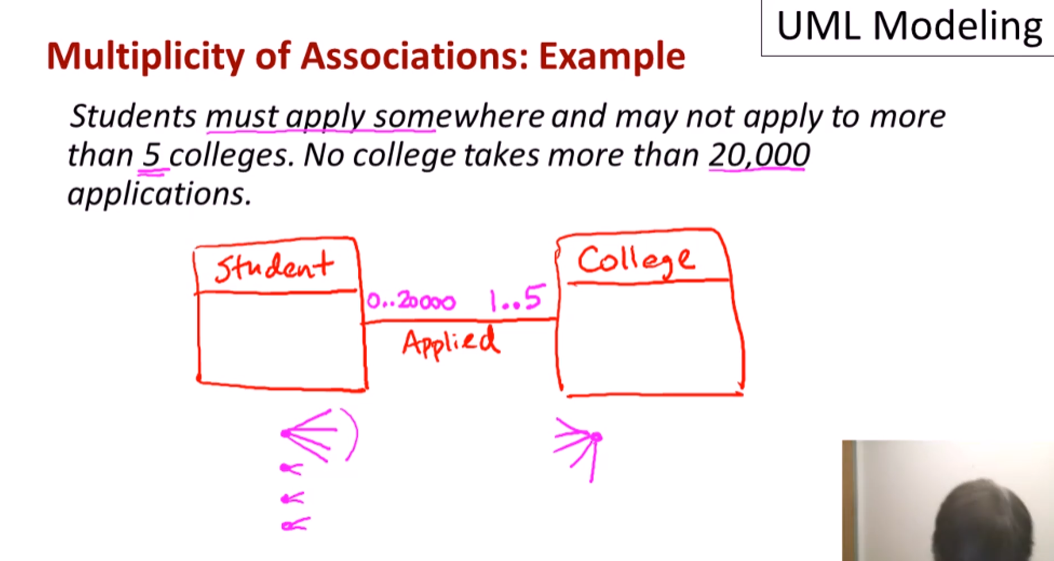 UML Modeling
Multiplicity of Associations: Example
Students must apply somewhere and may not apply to more
than 5 colleges. No college takes more than 20,000
applications.
Student
College
0..20000 1..5
Applied